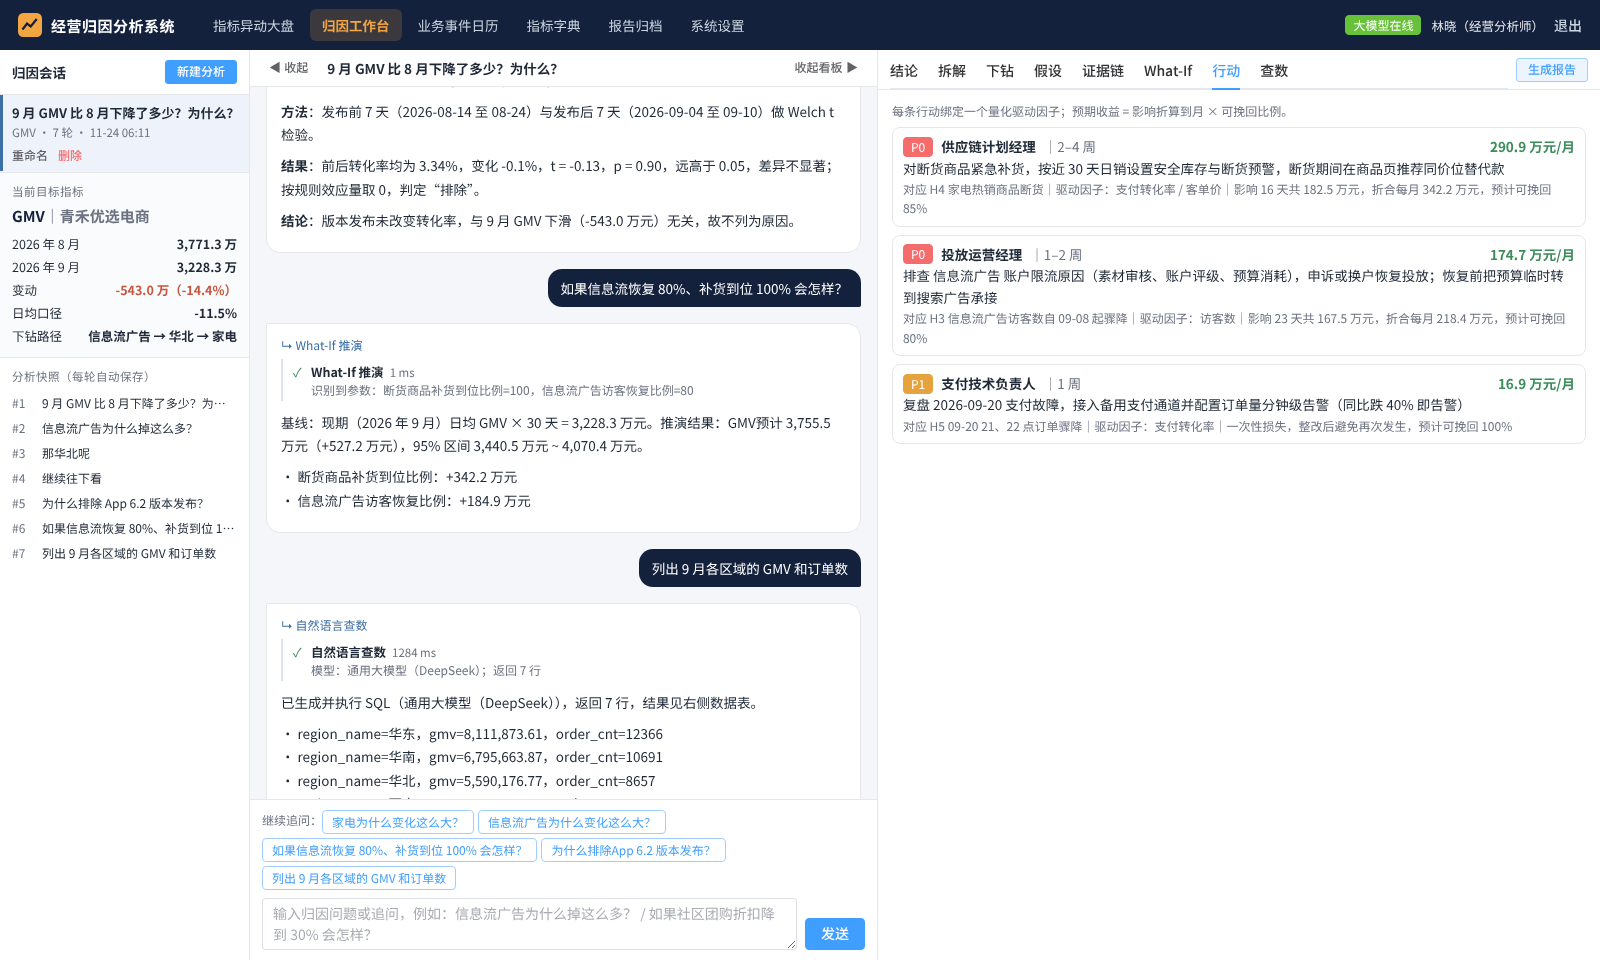 经营归因分析系统
指标异动大盘 归因工作台 业务事件日历 指标字典 报告归档 系统设置
大模型在线 林晓（经营分析师） 退出
归因会话 新建分析
9 月 GMV 比 8 月下降了多少？为什么？
GMV · 7 轮 · 11-24 06:11
重命名 删除
当前目标指标
GMV | 青禾优选电商
2026 年 8 月 3,771.3 万
2026 年 9 月 3,228.3 万
变动 -543.0 万（-14.4%）
日均口径 -11.5%
下钻路径 信息流广告 → 华北 → 家电
分析快照（每轮自动保存）
#1 9 月 GMV 比 8 月下降了多少？为…
#2 信息流广告为什么掉这么多？
#3 那华北呢
#4 继续往下看
#5 为什么排除 App 6.2 版本发布？
#6 如果信息流恢复 80%、补货到位 1…
#7 列出 9 月各区域的 GMV 和订单数
◀ 收起 9 月 GMV 比 8 月下降了多少？为什么？ 收起看板 ▶
方法：发布前 7 天（2026-08-14 至 08-24）与发布后 7 天（2026-09-04 至 09-10）做 Welch t
检验。
结果：前后转化率均为 3.34%，变化 -0.1%，t = -0.13，p = 0.90，远高于 0.05，差异不显著；
按规则效应量取 0，判定“排除”。
结论：版本发布未改变转化率，与 9 月 GMV 下滑（-543.0 万元）无关，故不列为原因。
如果信息流恢复 80%、补货到位 100% 会怎样？
↪ What-If 推演
✓ What-If 推演 1 ms
识别到参数：断货商品补货到位比例=100，信息流广告访客恢复比例=80
基线：现期（2026 年 9 月）日均 GMV × 30 天 = 3,228.3 万元。推演结果：GMV预计 3,755.5
万元（+527.2 万元），95% 区间 3,440.5 万元 ~ 4,070.4 万元。
• 断货商品补货到位比例：+342.2 万元
• 信息流广告访客恢复比例：+184.9 万元
列出 9 月各区域的 GMV 和订单数
↪ 自然语言查数
✓ 自然语言查数 1284 ms
模型：通用大模型（DeepSeek）；返回 7 行
已生成并执行 SQL（通用大模型（DeepSeek）），返回 7 行，结果见右侧数据表。
• region_name=华东，gmv=8,111,873.61，order_cnt=12366
• region_name=华南，gmv=6,795,663.87，order_cnt=10691
• region_name=华北，gmv=5,590,176.77，order_cnt=8657
继续追问： 家电为什么变化这么大？ 信息流广告为什么变化这么大？
如果信息流恢复 80%、补货到位 100% 会怎样？ 为什么排除App 6.2 版本发布？
列出 9 月各区域的 GMV 和订单数
输入归因问题或追问，例如：信息流广告为什么掉这么多？ / 如果社区团购折扣降
到 30% 会怎样？
发送
结论 拆解 下钻 假设 证据链 What-If 行动 查数 生成报告
每条行动绑定一个量化驱动因子；预期收益 = 影响折算到月 × 可挽回比例。
P0 供应链计划经理 | 2–4 周 290.9 万元/月
对断货商品紧急补货，按近 30 天日销设置安全库存与断货预警，断货期间在商品页推荐同价位替代款
对应 H4 家电热销商品断货 | 驱动因子：支付转化率 / 客单价 | 影响 16 天共 182.5 万元，折合每月 342.2 万元，预计可挽回
85%
P0 投放运营经理 | 1–2 周 174.7 万元/月
排查 信息流广告 账户限流原因（素材审核、账户评级、预算消耗），申诉或换户恢复投放；恢复前把预算临时转
到搜索广告承接
对应 H3 信息流广告访客数自 09-08 起骤降 | 驱动因子：访客数 | 影响 23 天共 167.5 万元，折合每月 218.4 万元，预计可挽回
80%
P1 支付技术负责人 | 1 周 16.9 万元/月
复盘 2026-09-20 支付故障，接入备用支付通道并配置订单量分钟级告警（同比跌 40% 即告警）
对应 H5 09-20 21、22 点订单骤降 | 驱动因子：支付转化率 | 一次性损失，整改后避免再次发生，预计可挽回 100%